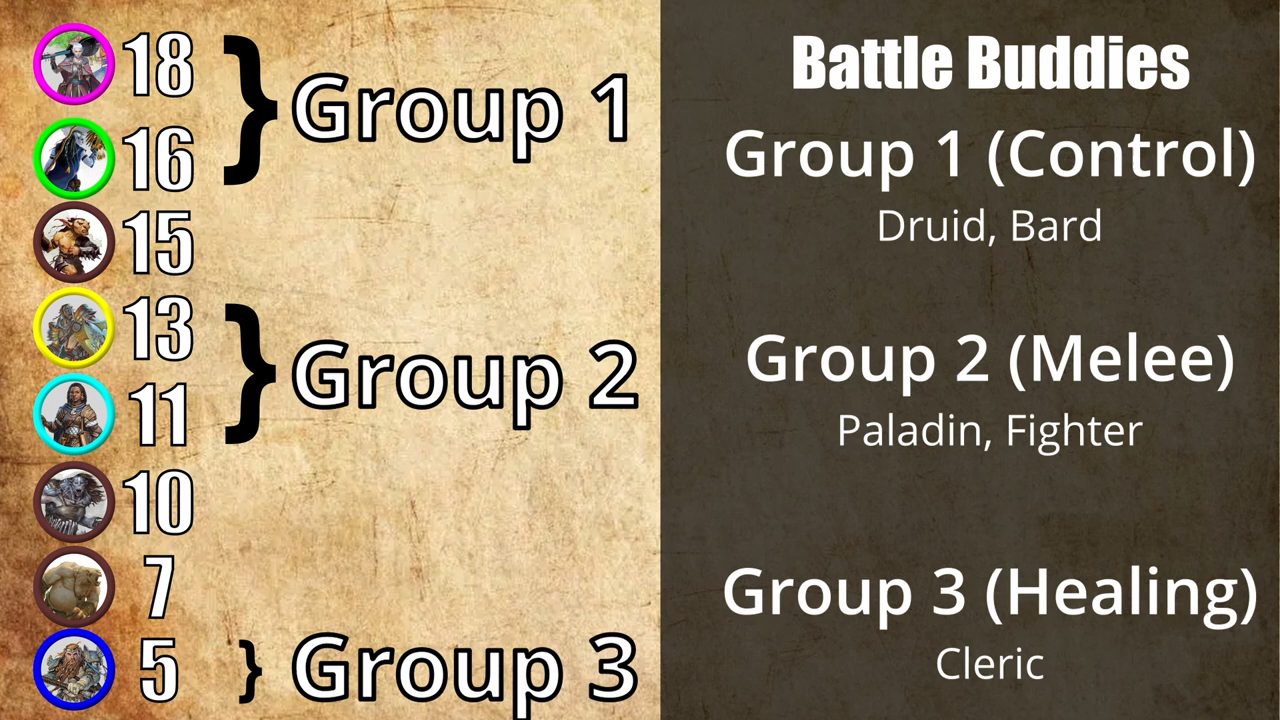 18
16
} Group 1
15
13
11
} Group 2
10
7
5 } Group 3
Battle Buddies
Group 1 (Control)
Druid, Bard
Group 2 (Melee)
Paladin, Fighter
Group 3 (Healing)
Cleric